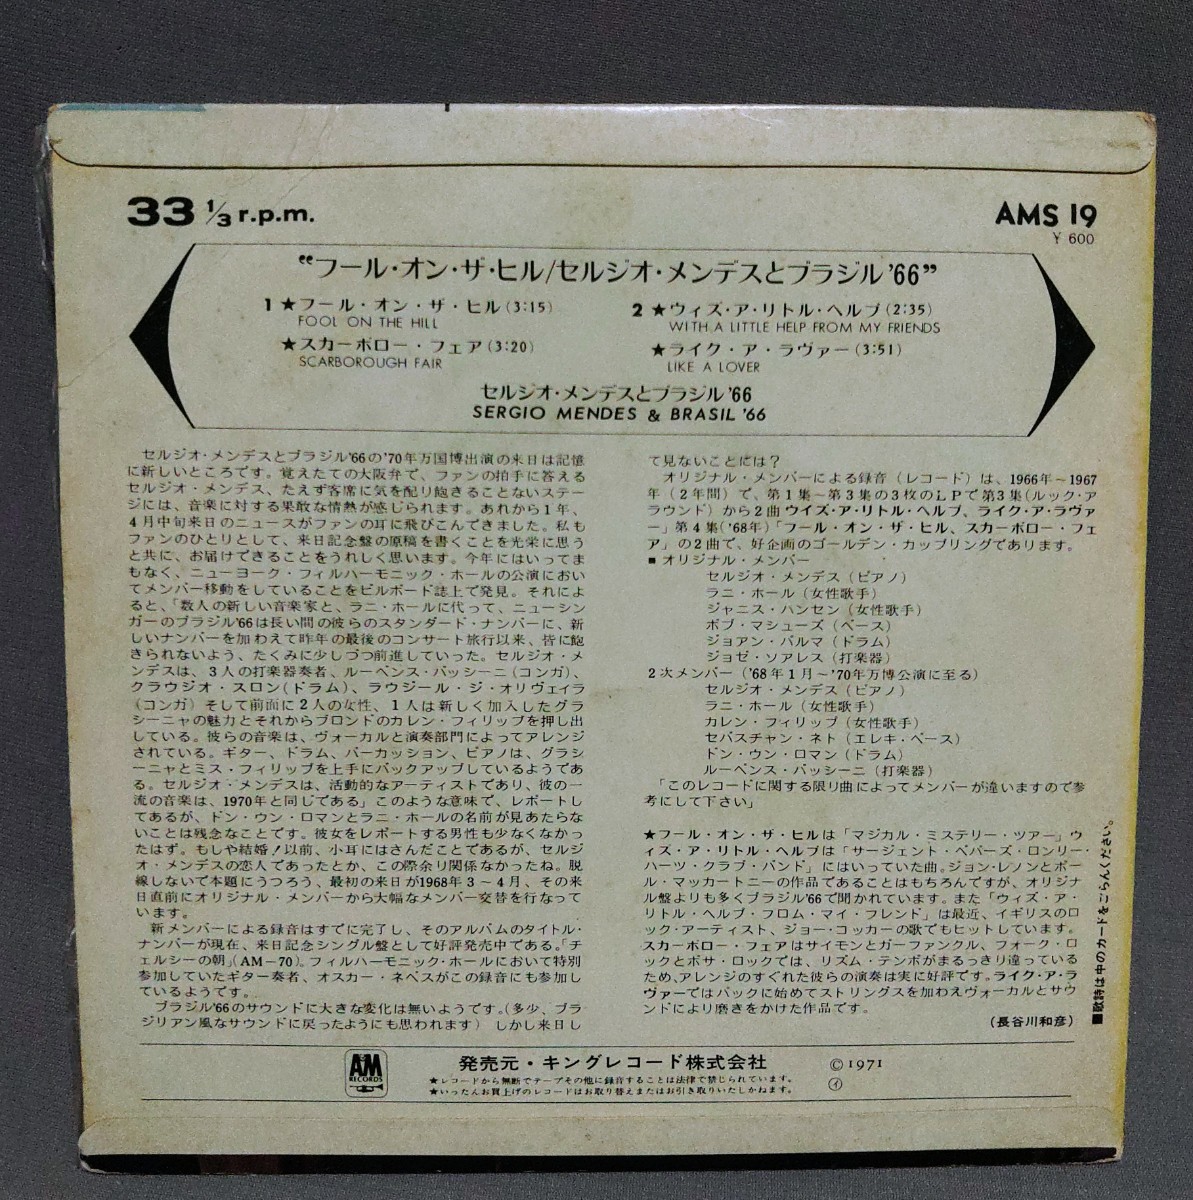 33 1/3 r.p.m.
AMS 19
¥ 600
“フール・オン・ザ・ヒル/セルジオ・メンデスとブラジル'66”
1 ★フール・オン・ザ・ヒル(3:15)
FOOL ON THE HILL
★スカーボロー・フェア(3:20)
SCARBOROUGH FAIR
2 ★ウィズ・ア・リトル・ヘルプ(2:35)
WITH A LITTLE HELP FROM MY FRIENDS
★ライク・ア・ラヴァー(3:51)
LIKE A LOVER
セルジオ・メンデスとブラジル'66
SERGIO MENDES & BRASIL '66
セルジオ・メンデスとブラジル'66の'70年万国博出演の来日は記憶
に新しいところです。覚えたての大阪弁で、ファンの拍手に答える
セルジオ・メンデス、たえず客席に気を配り飽きることないステー
ジには、音楽に対する果敢な情熱が感じられます。あれから1年、
4月中旬来日のニュースがファンの耳に飛びこんできました。私も
ファンのひとりとして、来日記念盤の原稿を書くことを光栄に思う
と共に、お届けできることをうれしく思います。今年にはいってま
もなく、ニューヨーク・フィルハーモニック・ホールの公演におい
てメンバー移動をしていることをビルボード誌上で発見。それによ
ると、「数人の新しい音楽家と、ラニ・ホールに代って、ニューシン
ガーのブラジル'66は長い間の彼らのスタンダード・ナンバーに、新
しいナンバーを加わえて昨年の最後のコンサート旅行以来、皆に飽
きられないよう、たくみに少しづつ前進していった。セルジオ・メ
ンデスは、3人の打楽器奏者、ルーベンス・バッシーニ(コンガ)、
クラウジオ・スロン(ドラム)、ラウジール・ジ・オリヴェイラ
(コンガ)そして前面に2人の女性、1人は新しく加入したグラ
シーニャの魅力とそれからブロンドのカレン・フィリップを押し出
している。彼らの音楽は、ヴォーカルと演奏部門によってアレンジ
されている。ギター、ドラム、パーカッション、ピアノは、グラシ
ーニャとミス・フィリップを上手にバックアップしているようであ
る。セルジオ・メンデスは、活動的なアーティストであり、彼の一
流の音楽は、1970年と同じである」このような意味で、レポートし
てあるが、ドン・ウン・ロマンとラニ・ホールの名前が見あたらな
いことは残念なことです。彼女をレポートする男性も少なくなかっ
たはず。もしや結婚!以前、小耳にはさんだことであるが、セルジ
オ・メンデスの恋人であったとか、この際余り関係なかったね。脱
線しないで本題にうつろう、最初の来日が1968年3~4月、その来
日直前にオリジナル・メンバーから大幅なメンバー交替を行なって
います。
新メンバーによる録音はすでに完了し、そのアルバムのタイトル・
ナンバーが現在、来日記念シングル盤として好評発売中である。「チ
ェルシーの朝」(AM-70)。フィルハーモニック・ホールにおいて特別
参加していたギター奏者、オスカー・ネベスがこの録音にも参加し
ているようです。
ブラジル'66のサウンドに大きな変化は無いようです。(多少、ブラ
ジリアン風なサウンドに戻ったようにも思われます) しかし来日し
て見ないことには?
オリジナル・メンバーによる録音(レコード)は、1966年~1967
年(2年間)で、第1集~第3集の3枚のLPで第3集(ルック・ア
ラウンド)から2曲ウイズ・ア・リトル・ヘルプ、ライク・ア・ラヴァ
ー」第4集('68年)「フール・オン・ザ・ヒル、スカーボロー・フェ
ア」の2曲で、好企画のゴールデン・カップリングであります。
■オリジナル・メンバー
セルジオ・メンデス(ピアノ)
ラニ・ホール(女性歌手)
ジャニス・ハンセン(女性歌手)
ボブ・マシューズ(ベース)
ジョアン・パルマ(ドラム)
ジョゼ・ソアレス(打楽器)
2次メンバー('68年1月~'70年万博公演に至る)
セルジオ・メンデス(ピアノ)
ラニ・ホール(女性歌手)
カレン・フィリップ(女性歌手)
セバスチャン・ネト(エレキ・ベース)
ドン・ウン・ロマン(ドラム)
ルーベンス・バッシーニ(打楽器)
「このレコードに関する限り曲によってメンバーが違いますので参
考にして下さい」
★フール・オン・ザ・ヒルは「マジカル・ミステリー・ツアー」ウ
ィズ・ア・リトル・ヘルプは「サージェント・ペパーズ・ロンリー・
ハーツ・クラブ・バンド」にはいっていた曲。ジョン・レノンとポー
ル・マッカートニーの作品であることはもちろんですが、オリジナ
ル盤よりも多くブラジル'66で聞かれています。また「ウィズ・ア・
リトル・ヘルプ・フロム・マイ・フレンド」は最近、イギリスのロ
ック・アーティスト、ジョー・コッカーの歌でもヒットしています。
スカーボロー・フェアはサイモンとガーファンクル、フォーク・ロ
ックとボサ・ロックでは、リズム・テンポがまるっきり違っている
ため、アレンジのすぐれた彼らの演奏は実に好評です。ライク・ア・ラ
ヴァーではバックに始めてストリングスを加わえヴォーカルとサウ
ンドにより磨きをかけた作品です。
(長谷川和彦)
■歌詩は中のカードをごらんください。
A&M
RECORDS
発売元・キングレコード株式会社
★レコードから無断でテープその他に録音することは法律で禁じられています。
★いったんお買上げのレコードはお取り替えまたはお引き取りいたしかねます。
©1971
イ